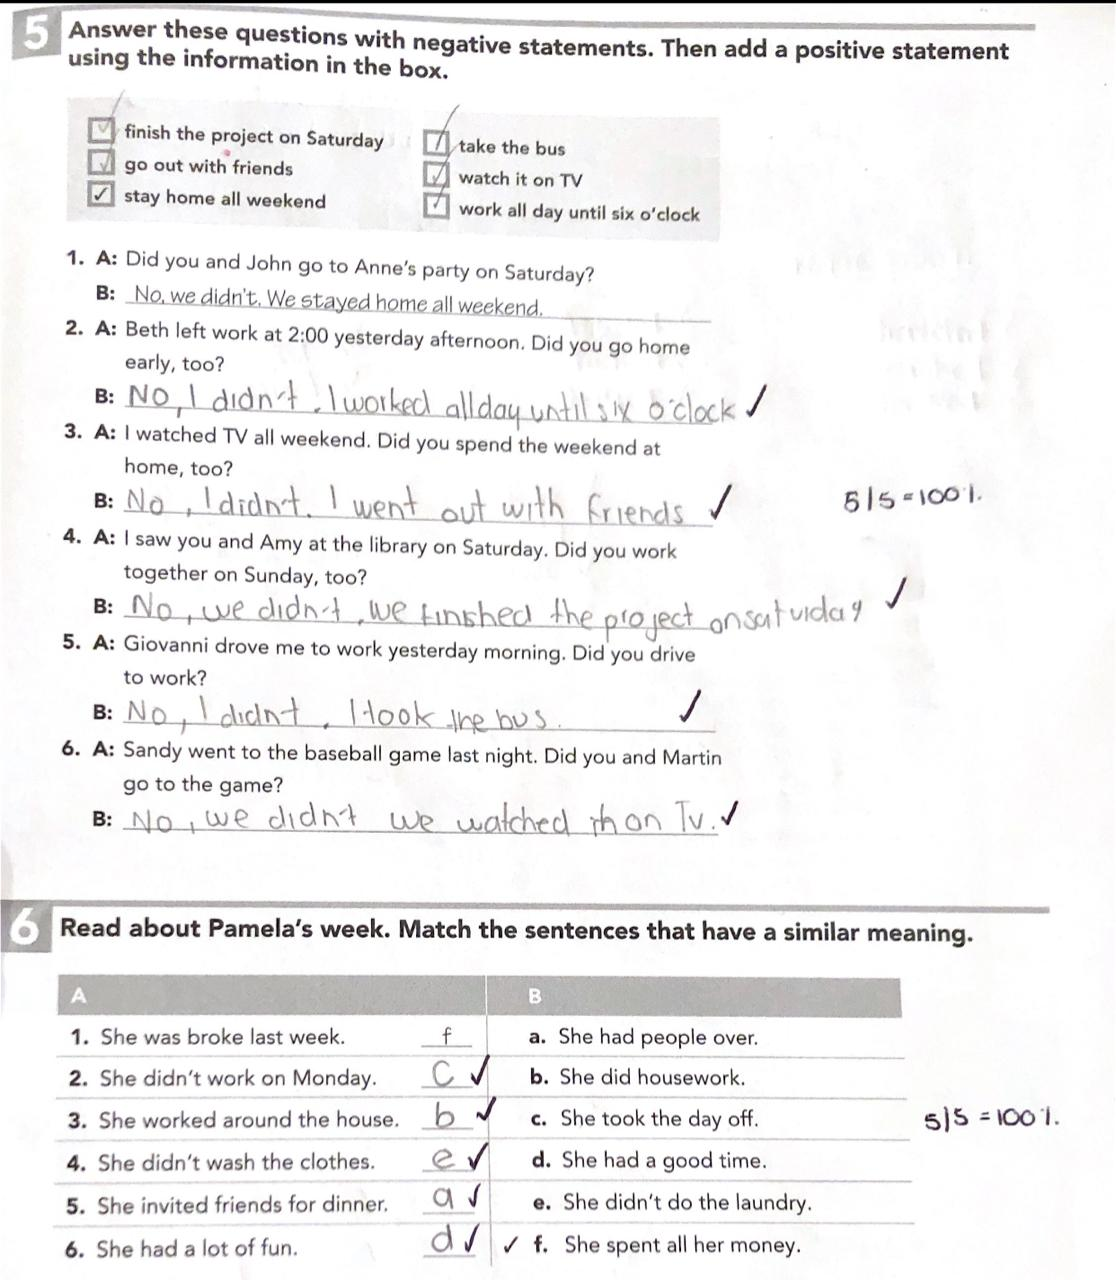 5 Answer these questions with negative statements. Then add a positive statement
using the information in the box.
finish the project on Saturday
go out with friends
stay home all weekend
take the bus
watch it on TV
work all day until six o'clock
1. A: Did you and John go to Anne's party on Saturday?
B: No, we didn't. We stayed home all weekend.
2. A: Beth left work at 2:00 yesterday afternoon. Did you go home
early, too?
B: No, I didn't. I worked all day until six o'clock ✓
3. A: I watched TV all weekend. Did you spend the weekend at
home, too?
B: No, I didn't. I went out with friends ✓
5/5 = 100%.
4. A: I saw you and Amy at the library on Saturday. Did you work
together on Sunday, too?
B: No, we didn't, we finshed the project on saturday ✓
5. A: Giovanni drove me to work yesterday morning. Did you drive
to work?
B: No, I didnt, I took the bus. ✓
6. A: Sandy went to the baseball game last night. Did you and Martin
go to the game?
B: No, we didn't we watched on Tv. ✓
6 Read about Pamela's week. Match the sentences that have a similar meaning.
A B
1. She was broke last week. f a. She had people over.
2. She didn't work on Monday. c ✓ b. She did housework.
3. She worked around the house. b ✓ c. She took the day off.
5/5 = 100%.
4. She didn't wash the clothes. e ✓ d. She had a good time.
5. She invited friends for dinner. a ✓ e. She didn't do the laundry.
6. She had a lot of fun. d ✓ ✓ f. She spent all her money.